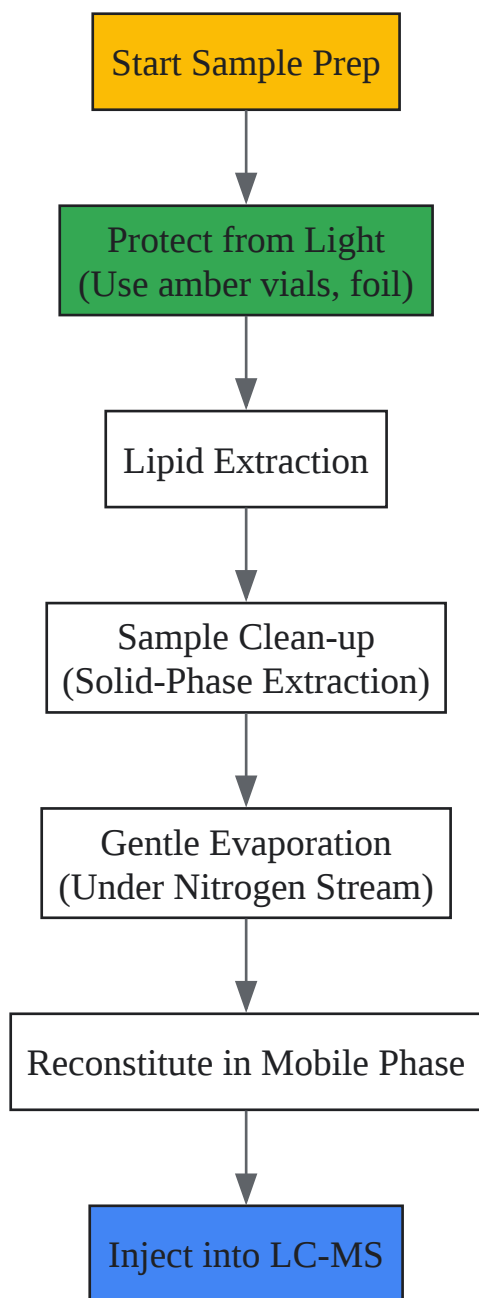 Start Sample Prep
Protect from Light
(Use amber vials, foil)
Lipid Extraction
Sample Clean-up
(Solid-Phase Extraction)
Gentle Evaporation
(Under Nitrogen Stream)
Reconstitute in Mobile Phase
Inject into LC-MS